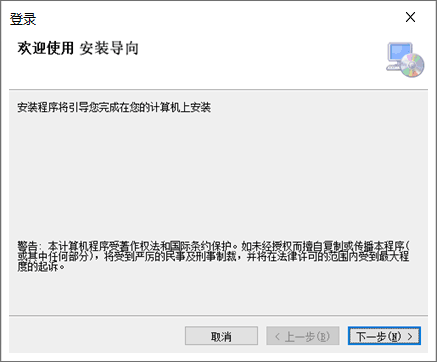 登录
欢迎使用 安装导向
安装程序将引导您完成在您的计算机上安装
警告: 本计算机程序受著作权法和国际条约保护。如未经授权而擅自复制或传播本程序(
或其中任何部分)，将受到严厉的民事及刑事制裁，并将在法律许可的范围内受到最大程
度的起诉。
取消
< 上一步(B)
下一步(N) >